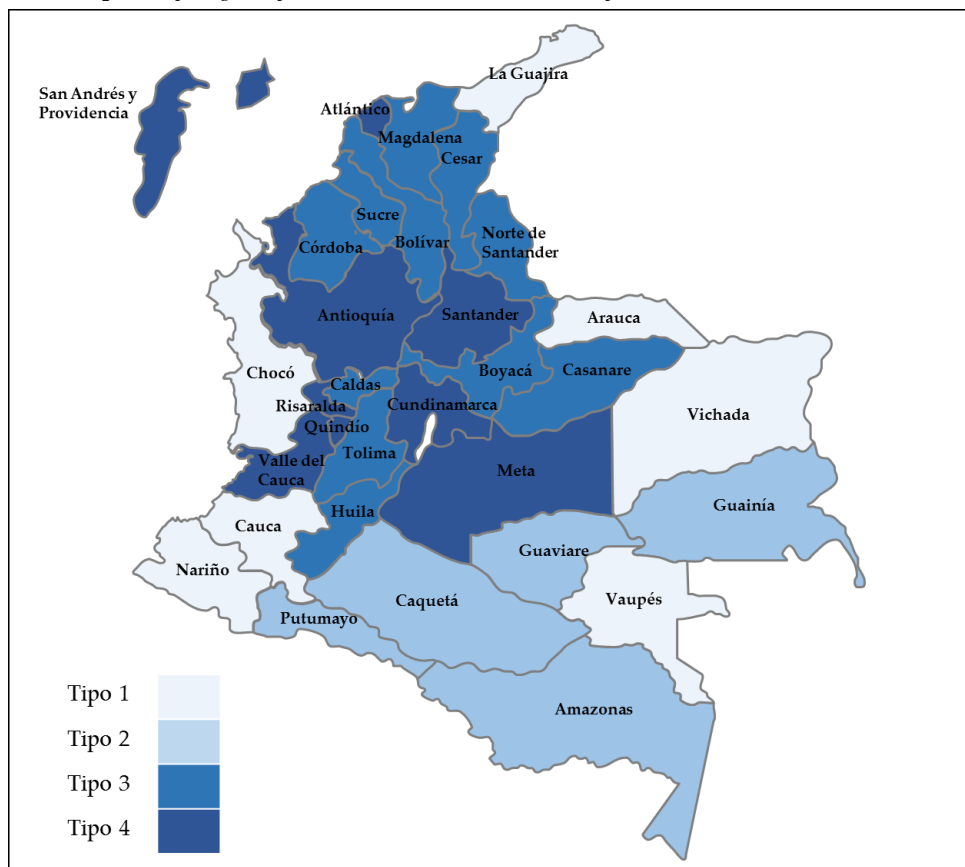 La Guajira
San Andrés y
Providencia
Atlántico
Magdalena
Cesar
Sucre
Norte de
Santander
Córdoba
Bolívar
Antioquía
Santander
Arauca
Chocó
Caldas
Boyacá
Casanare
Risaralda
Cundinamarca
Quindío
Vichada
Tolima
Valle del
Cauca
Meta
Huila
Guainía
Cauca
Guaviare
Nariño
Caquetá
Vaupés
Putumayo
Amazonas
Tipo 1
Tipo 2
Tipo 3
Tipo 4